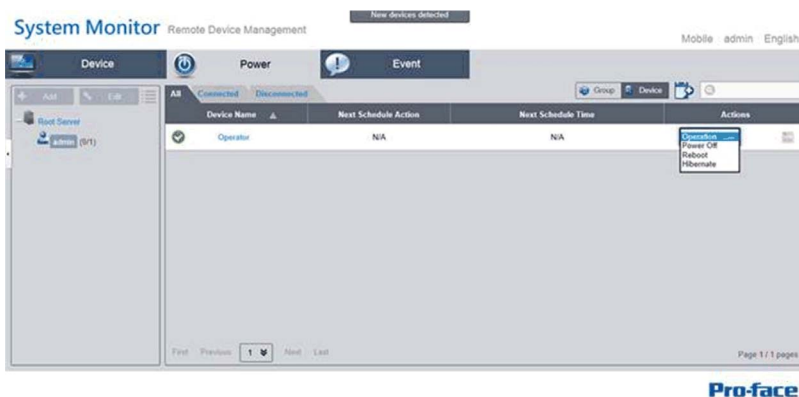 New devices detected
System Monitor Remote Device Management
Mobile admin English
Device Power Event
Add Edit
All Connected Disconnected
Group Device
Root Server
admin (0/1)
Device Name Next Schedule Action Next Schedule Time Actions
Operator N/A N/A Operation ...
Power Off
Reboot
Hibernate
First Previous 1 Next Last
Page 1 / 1 pages
Pro-face